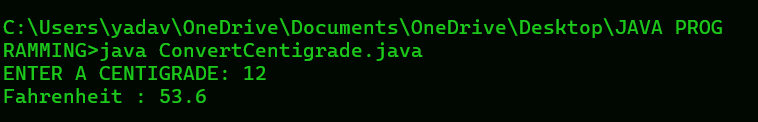 C:\Users\yadav\OneDrive\Documents\OneDrive\Desktop\JAVA PROG
RAMMING>java ConvertCentigrade.java
ENTER A CENTIGRADE: 12
Fahrenheit : 53.6